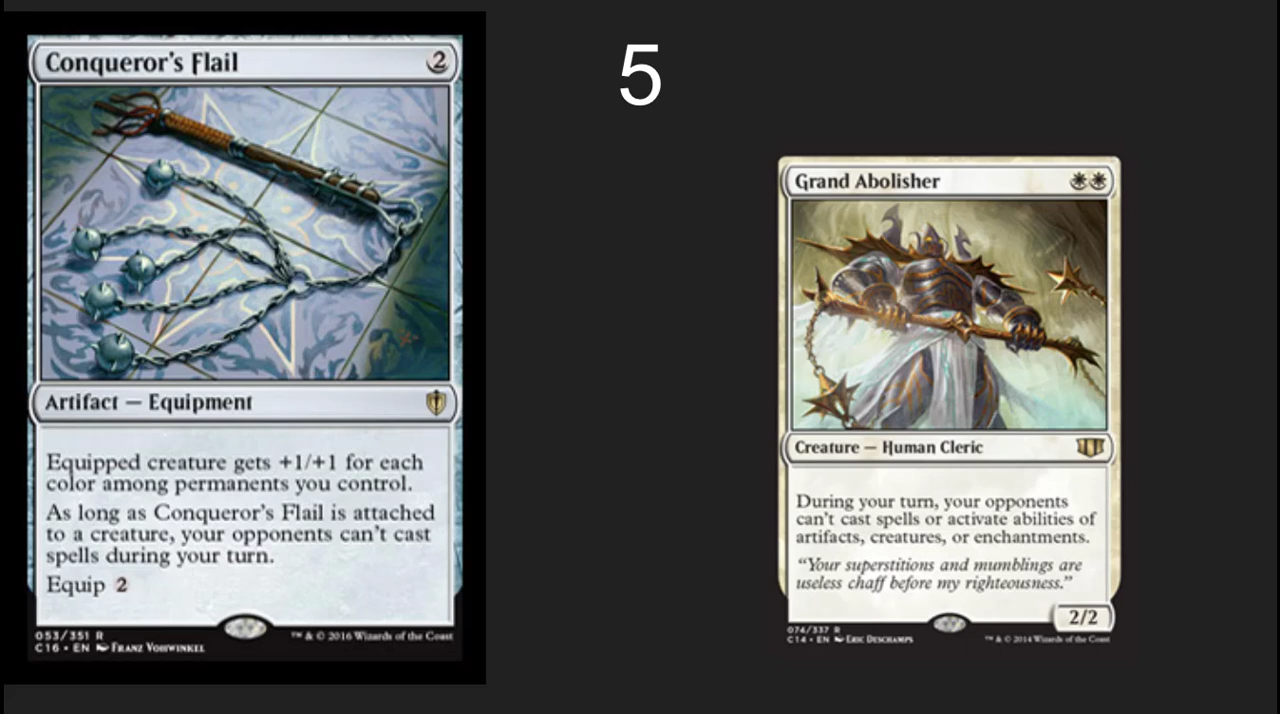 Conqueror's Flail 2
Artifact — Equipment
Equipped creature gets +1/+1 for each
color among permanents you control.
As long as Conqueror's Flail is attached
to a creature, your opponents can't cast
spells during your turn.
Equip 2
053/351 R
C16 • EN FRANZ VOHWINKEL
™ & © 2016 Wizards of the Coast
5
Grand Abolisher
Creature — Human Cleric
During your turn, your opponents
can't cast spells or activate abilities of
artifacts, creatures, or enchantments.
"Your superstitions and mumblings are
useless chaff before my righteousness."
2/2
074/337 R
C14 • EN ERIC DESCHAMPS
™ & © 2014 Wizards of the Coast